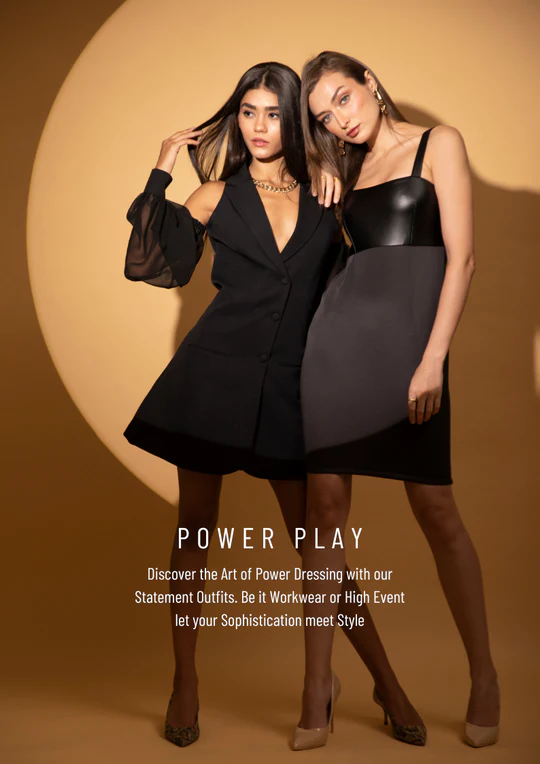 POWER PLAY
Discover the Art of Power Dressing with our
Statement Outfits. Be it Workwear or High Event
let your Sophistication meet Style